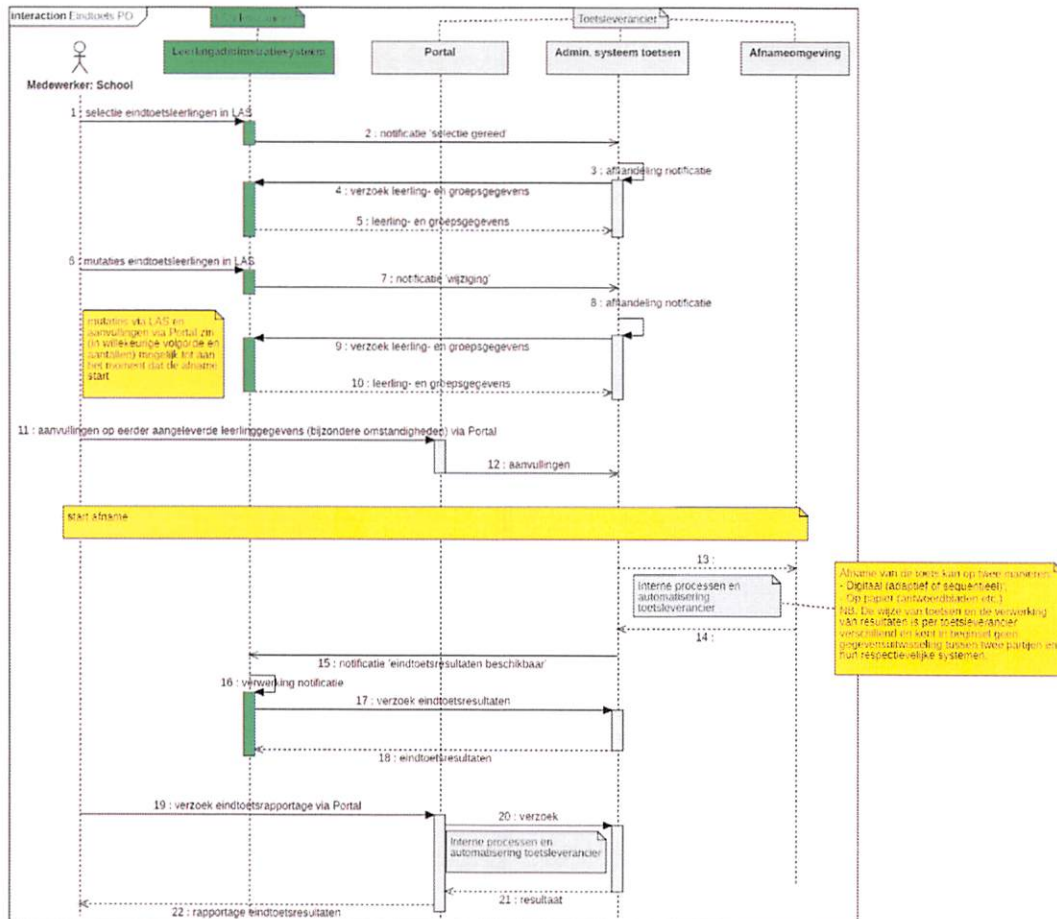 interaction Eindtoets PO
Toetsleverancier
Leerlingadministratiesysteem
Portal
Admin. systeem toetsen
Afnameomgeving
Medewerker: School
1 : selectie eindtoetsleerlingen in LAS
2 : notificatie 'selectie gereed'
3 : afhandeling notificatie
4 : verzoek leerling- en groepsgegevens
5 : leerling- en groepsgegevens
6 : mutaties eindtoetsleerlingen in LAS
7 : notificatie 'wijziging'
8 : afhandeling notificatie
mutaties via LAS en
aanvullingen via Portal zijn
(in willekeurige volgorde en
aantallen) mogelijk tot aan
het moment dat de afname
start
9 : verzoek leerling- en groepsgegevens
10 : leerling- en groepsgegevens
11 : aanvullingen op eerder aangeleverde leerlinggegevens (bijzondere omstandigheden) via Portal
12 : aanvullingen
start afname
13 :
Interne processen en
automatisering
toetsleverancier
Afname van de toets kan op twee manieren:
- Digitaal (adaptief of sequentieel)
- Op papier (antwoordbladen etc.)
NB. De wijze van toetsen en de verwerking
van resultaten is per toetsleverancier
verschillend en kent in beginsel geen
gegevensuitwisseling tussen twee partijen en
hun respectievelijke systemen.
14 :
15 : notificatie 'eindtoetsresultaten beschikbaar'
16 : verwerking notificatie
17 : verzoek eindtoetsresultaten
18 : eindtoetsresultaten
19 : verzoek eindtoetsrapportage via Portal
20 : verzoek
Interne processen en
automatisering toetsleverancier
21 : resultaat
22 : rapportage eindtoetsresultaten